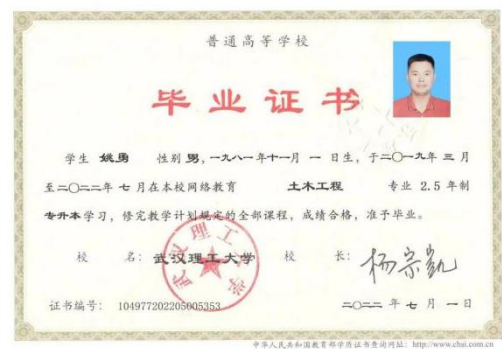 普通高等学校
毕业证书
学生 姚勇 性别 男，一九八一年十一月 一 日生，于二〇一九年 三 月
至二〇二二年 七 月在本校网络教育 土木工程 专业 2.5 年制
专升本学习，修完教学计划规定的全部课程，成绩合格，准予毕业。
校 名：武汉理工大学 校 长：杨宗凯
武汉理工大学
证书编号： 104977202205005353 二〇二二 年 七 月 一 日
中华人民共和国教育部学历证书查询网址：http://www.chsi.com.cn